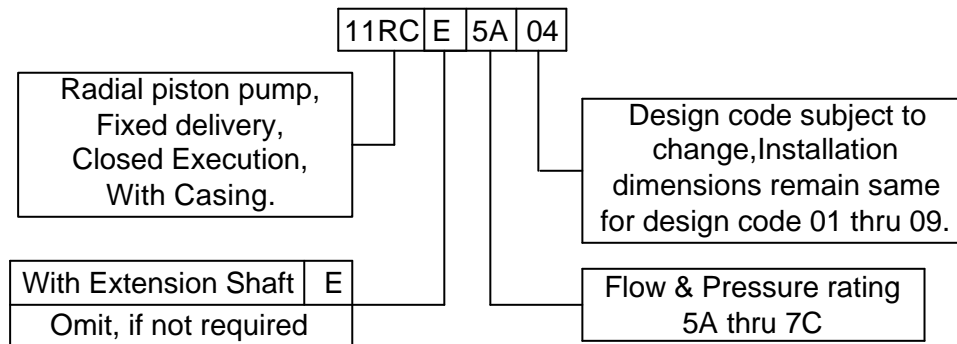 11RC E 5A 04
Radial piston pump,
Fixed delivery,
Closed Execution,
With Casing.
Design code subject to
change,Installation
dimensions remain same
for design code 01 thru 09.
With Extension Shaft E
Omit, if not required
Flow & Pressure rating
5A thru 7C